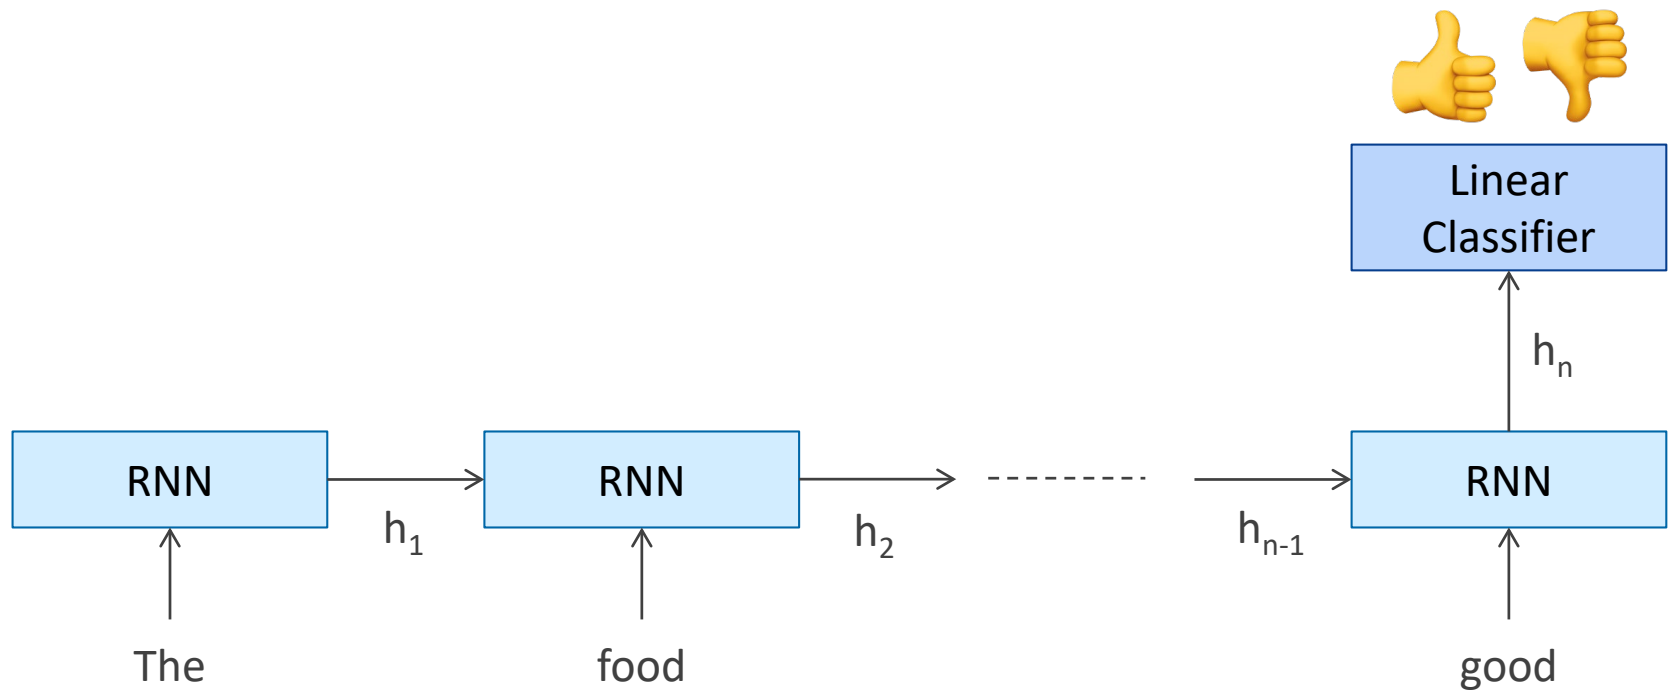 Linear
Classifier
hₙ
RNN RNN RNN
h₁ h₂ hₙ₋₁
The food good